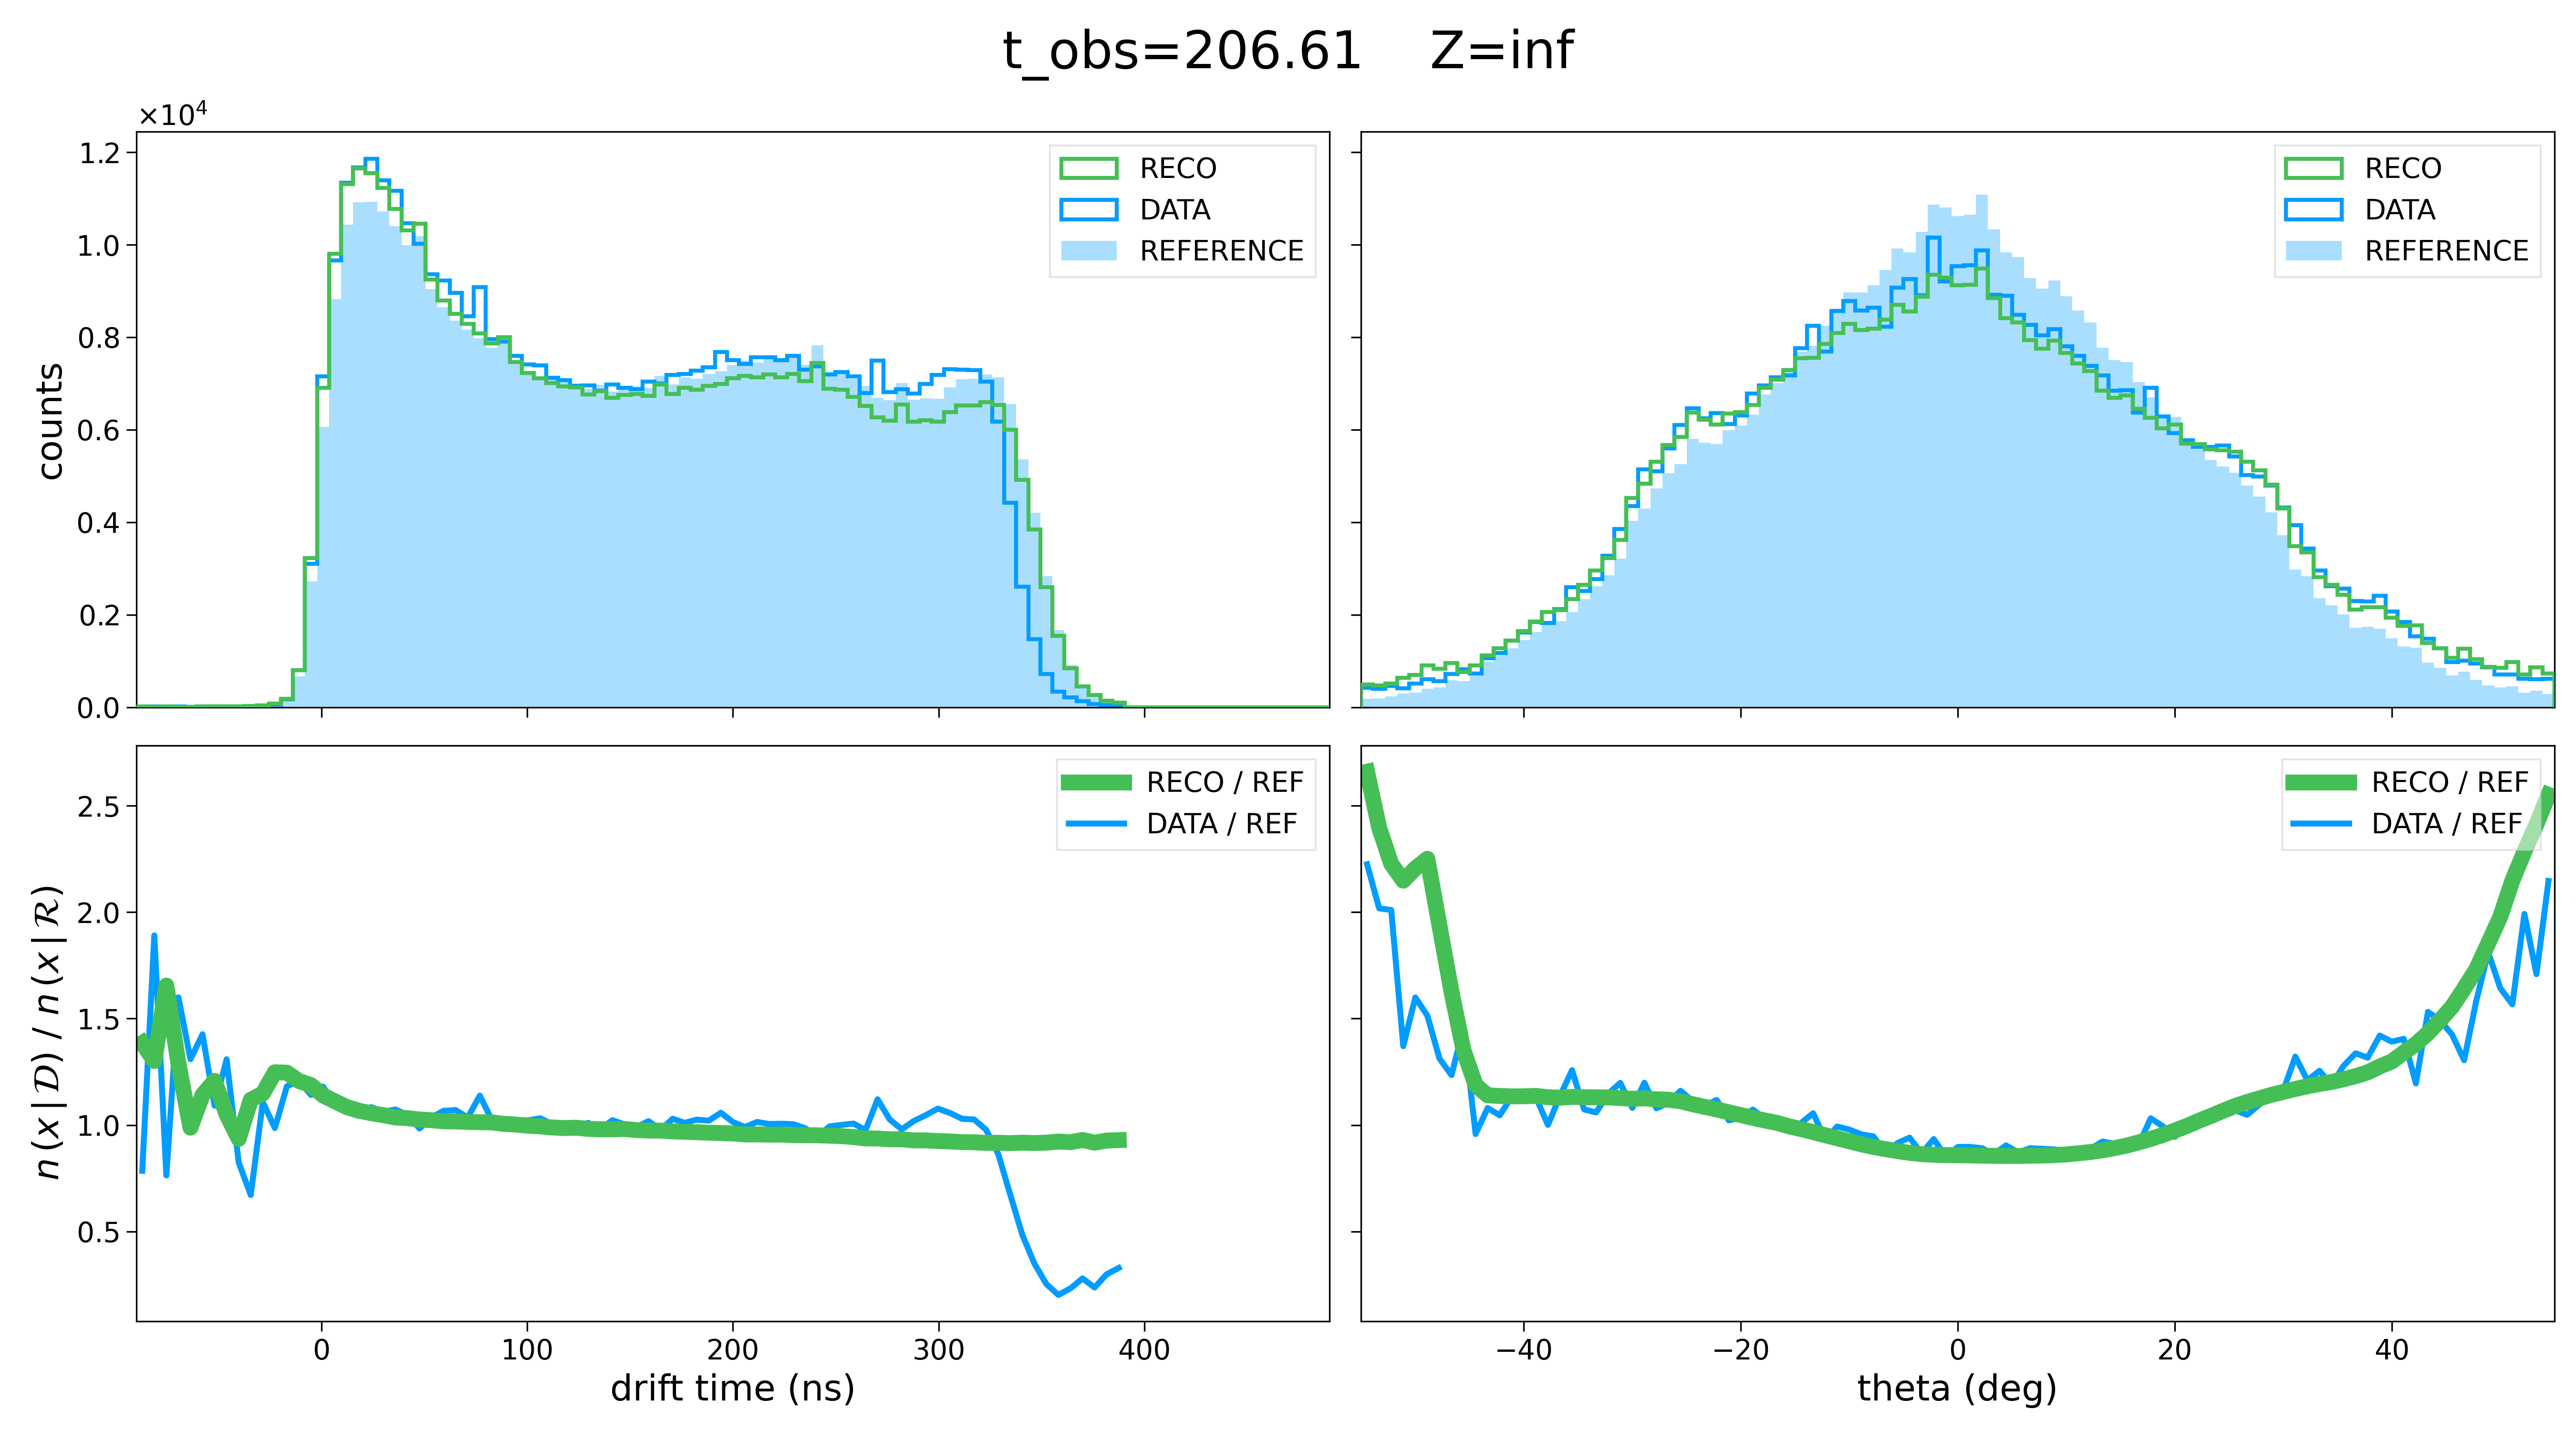 t_obs=206.61 Z=inf
×10⁴
1.2
1.0
0.8
0.6
0.4
0.2
0.0
counts
RECO
DATA
REFERENCE
RECO
DATA
REFERENCE
2.5
2.0
1.5
1.0
0.5
n(x|𝒟) / n(x|ℛ)
RECO / REF
DATA / REF
0 100 200 300 400
drift time (ns)
RECO / REF
DATA / REF
−40 −20 0 20 40
theta (deg)